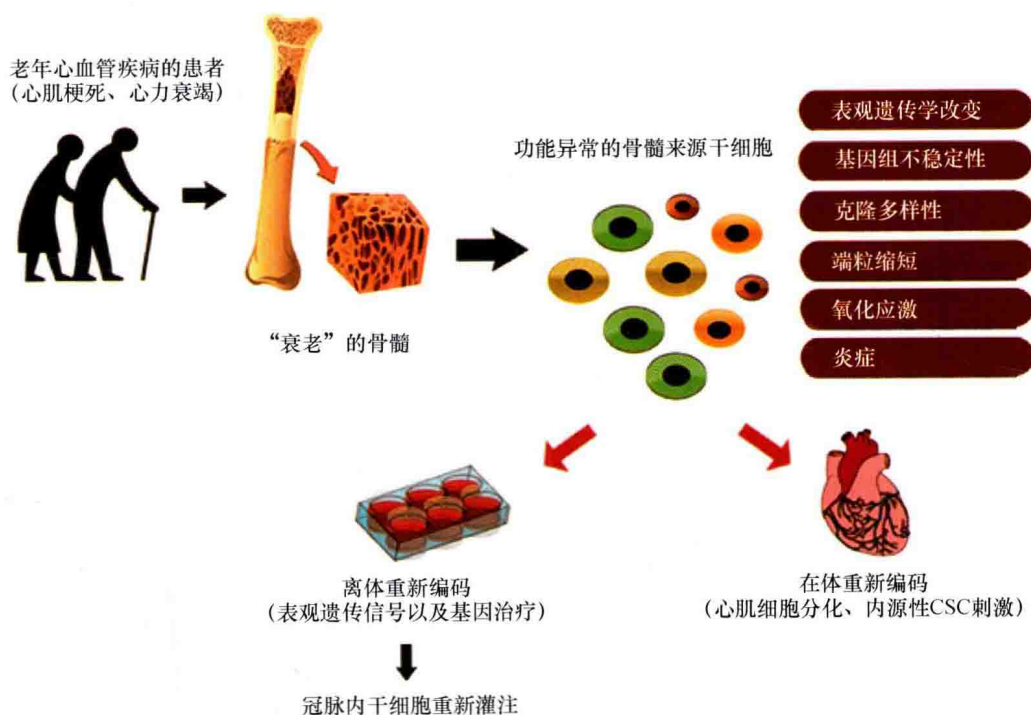 老年心血管疾病的患者
(心肌梗死、心力衰竭)
“衰老”的骨髓
功能异常的骨髓来源干细胞
表观遗传学改变
基因组不稳定性
克隆多样性
端粒缩短
氧化应激
炎症
离体重新编码
(表观遗传信号以及基因治疗)
冠脉内干细胞重新灌注
在体重新编码
(心肌细胞分化、内源性CSC刺激)